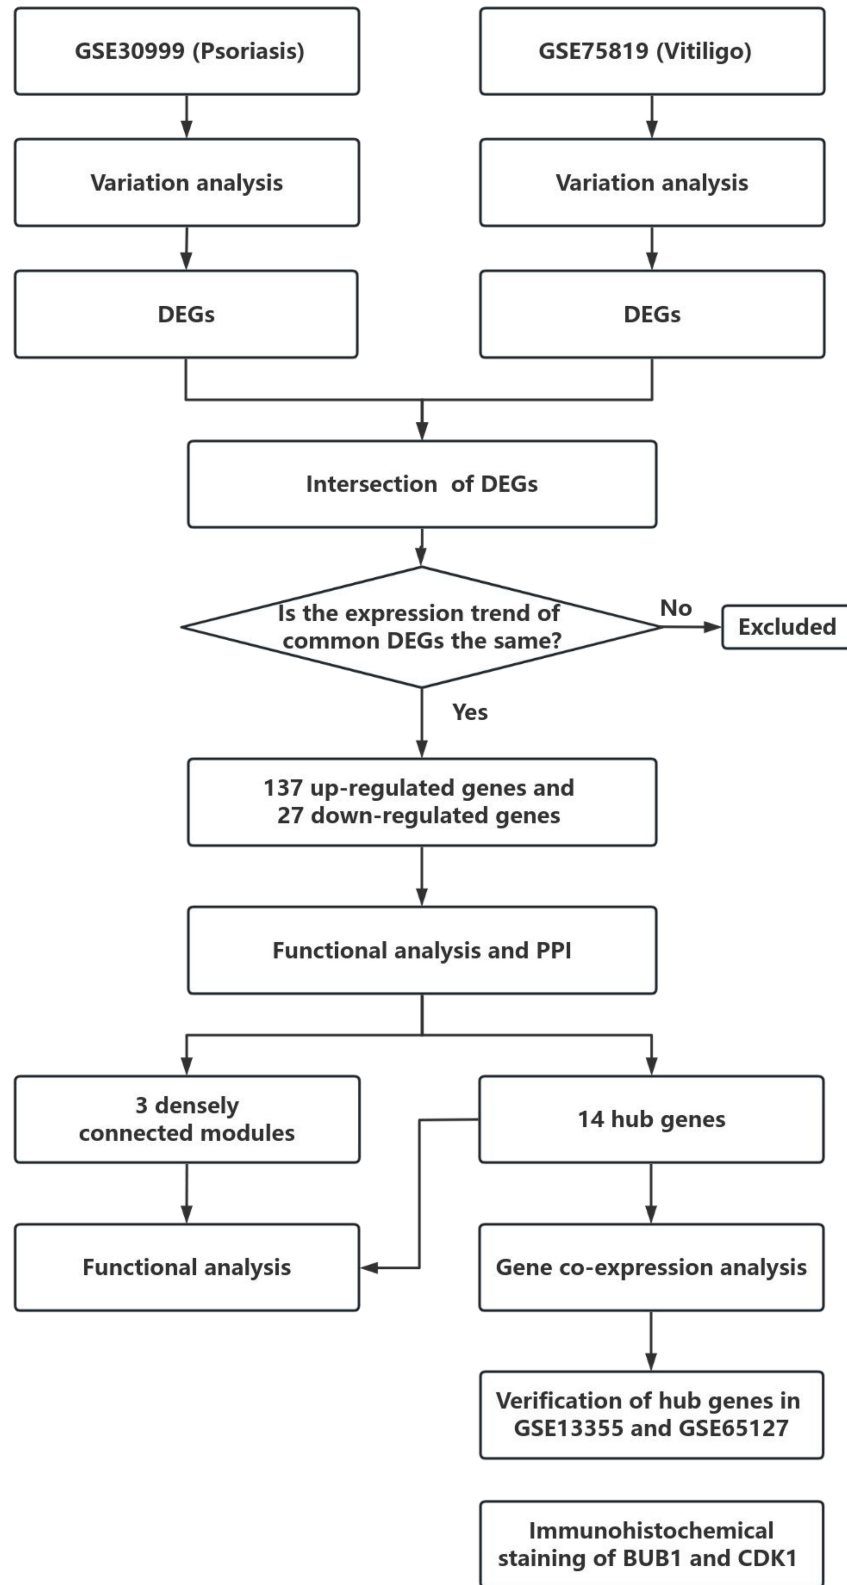 GSE30999 (Psoriasis)
GSE75819 (Vitiligo)
Variation analysis
Variation analysis
DEGs
DEGs
Intersection of DEGs
Is the expression trend of
common DEGs the same?
No
Excluded
Yes
137 up-regulated genes and
27 down-regulated genes
Functional analysis and PPI
3 densely
connected modules
14 hub genes
Functional analysis
Gene co-expression analysis
Verification of hub genes in
GSE13355 and GSE65127
Immunohistochemical
staining of BUB1 and CDK1